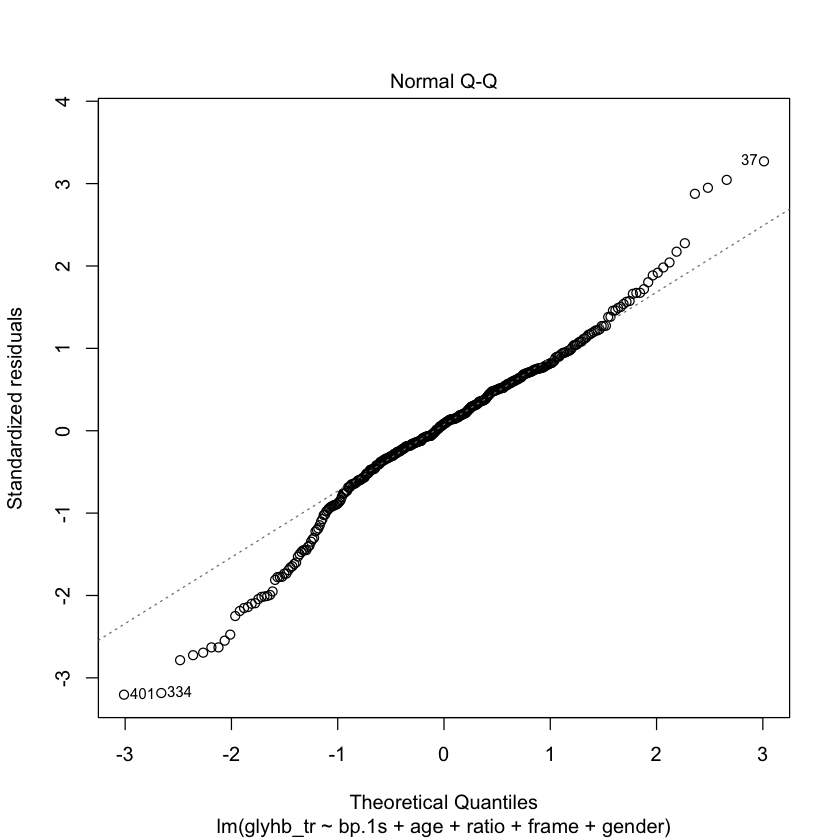 Normal Q-Q
Standardized residuals
4
3
2
1
0
-1
-2
-3
37
401 334
-3 -2 -1 0 1 2 3
Theoretical Quantiles
lm(glyhb_tr ~ bp.1s + age + ratio + frame + gender)